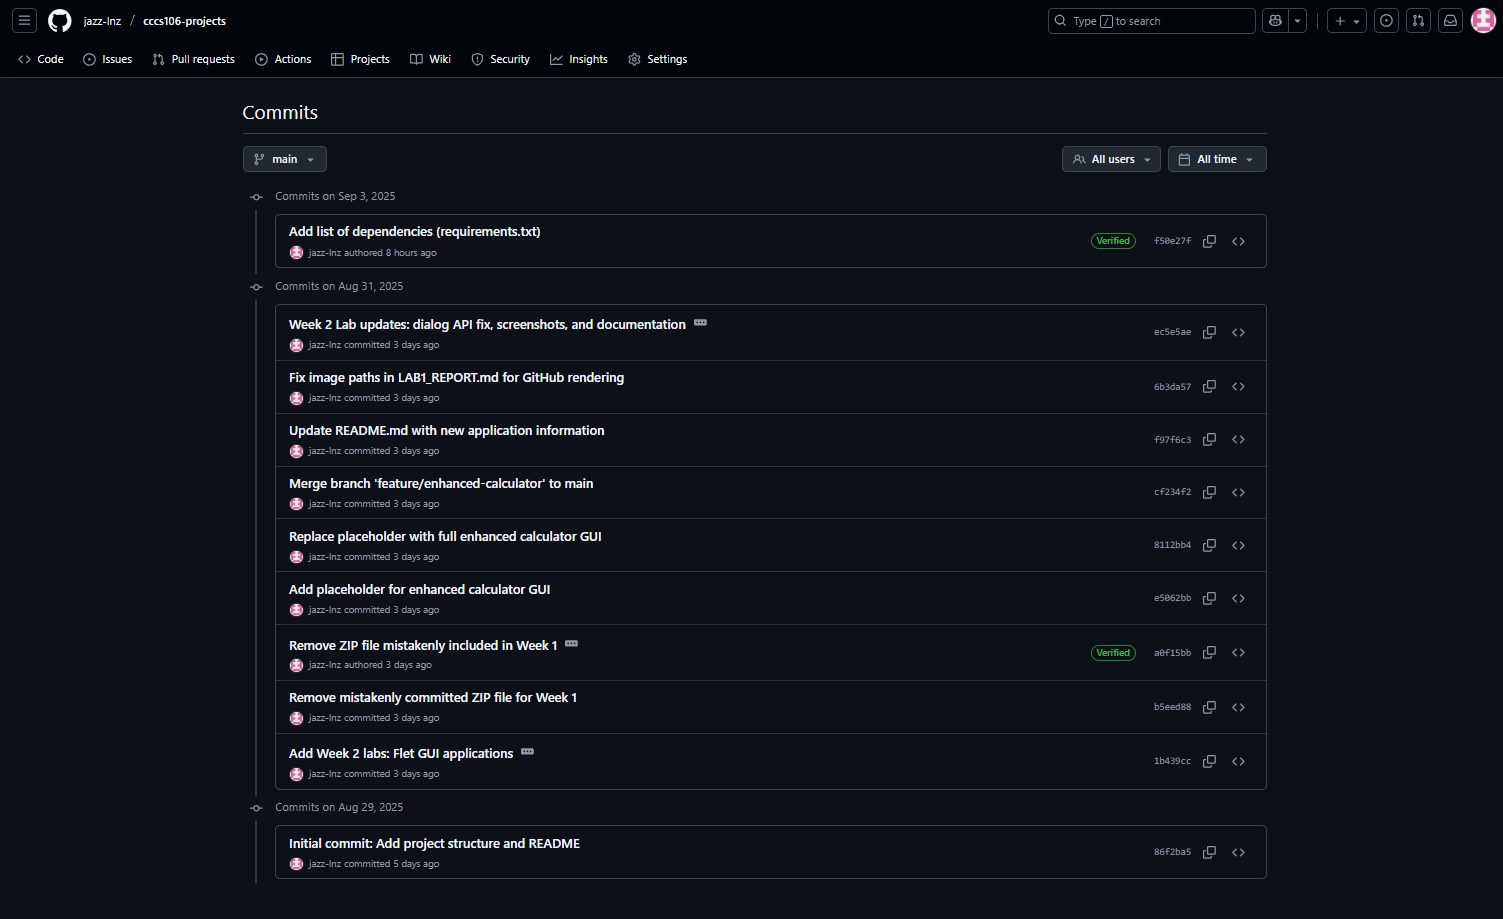 jazz-lnz / cccs106-projects
Type / to search
Code Issues Pull requests Actions Projects Wiki Security Insights Settings
Commits
main
All users All time
Commits on Sep 3, 2025
Add list of dependencies (requirements.txt)
jazz-lnz authored 8 hours ago
Verified f50e27f
Commits on Aug 31, 2025
Week 2 Lab updates: dialog API fix, screenshots, and documentation
jazz-lnz committed 3 days ago
ec5e5ae
Fix image paths in LAB1_REPORT.md for GitHub rendering
jazz-lnz committed 3 days ago
6b3da57
Update README.md with new application information
jazz-lnz committed 3 days ago
f97f6c3
Merge branch 'feature/enhanced-calculator' to main
jazz-lnz committed 3 days ago
cf234f2
Replace placeholder with full enhanced calculator GUI
jazz-lnz committed 3 days ago
8112bb4
Add placeholder for enhanced calculator GUI
jazz-lnz committed 3 days ago
e5062bb
Remove ZIP file mistakenly included in Week 1
jazz-lnz authored 3 days ago
Verified a0f15bb
Remove mistakenly committed ZIP file for Week 1
jazz-lnz committed 3 days ago
b5eed88
Add Week 2 labs: Flet GUI applications
jazz-lnz committed 3 days ago
1b439cc
Commits on Aug 29, 2025
Initial commit: Add project structure and README
jazz-lnz committed 5 days ago
86f2ba5